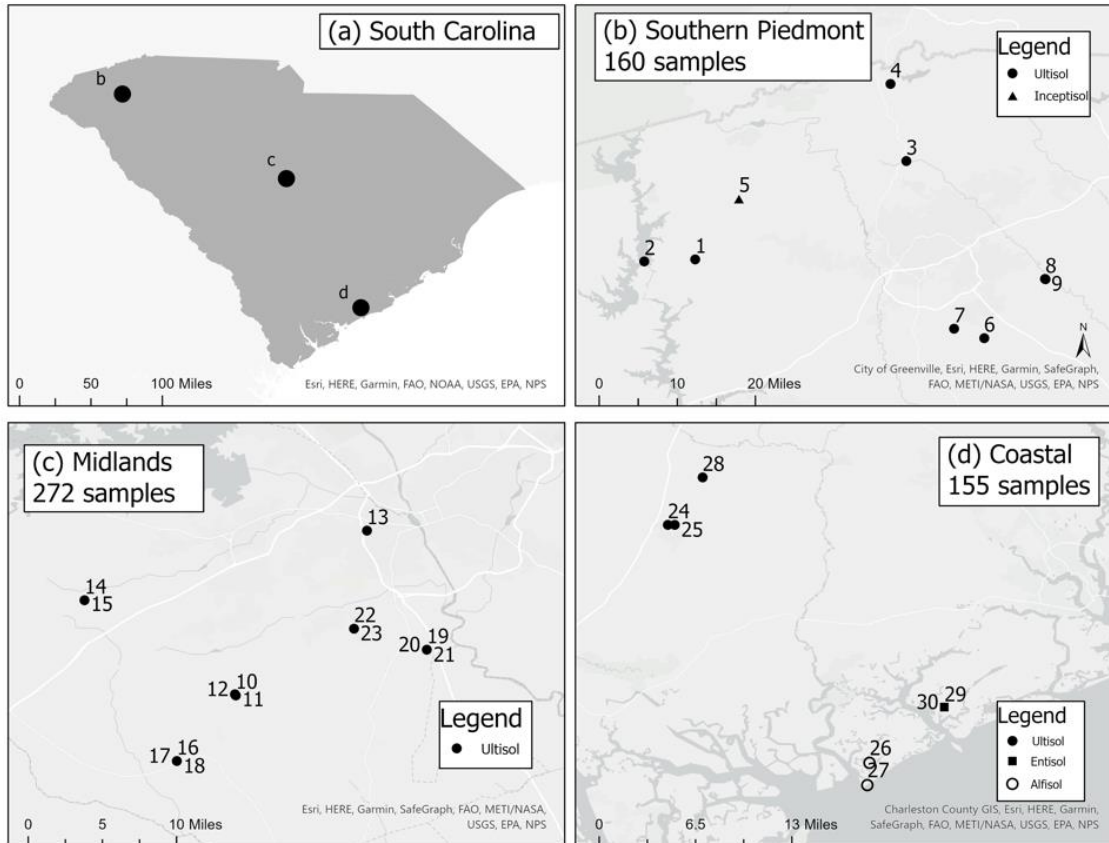 (a) South Carolina
b
c
d
0 50 100 Miles
Esri, HERE, Garmin, FAO, NOAA, USGS, EPA, NPS
(b) Southern Piedmont
160 samples
Legend
Ultisol
Inceptisol
4
3
5
2
1
8
9
7
6
N
0 10 20 Miles
City of Greenville, Esri, HERE, Garmin, SafeGraph,
FAO, METI/NASA, USGS, EPA, NPS
(c) Midlands
272 samples
13
14
15
22
23
20 19
21
12 10
11
17 16
18
Legend
Ultisol
0 5 10 Miles
Esri, HERE, Garmin, SafeGraph, FAO, METI/NASA,
USGS, EPA, NPS
(d) Coastal
155 samples
28
24
25
30 29
26
27
Legend
Ultisol
Entisol
Alfisol
0 6.5 13 Miles
Charleston County GIS, Esri, HERE, Garmin,
SafeGraph, FAO, METI/NASA, USGS, EPA, NPS